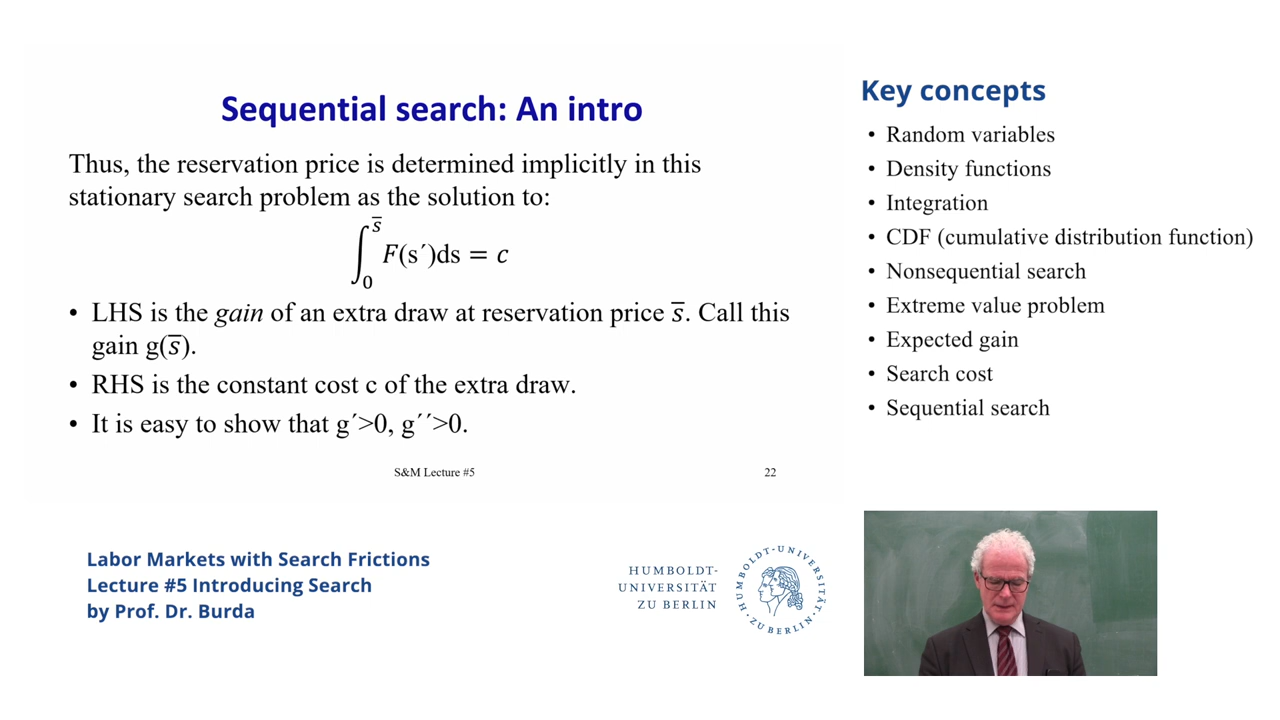 Sequential search: An intro
Thus, the reservation price is determined implicitly in this
stationary search problem as the solution to:
∫₀^s̅ F(s´)ds = c
• LHS is the gain of an extra draw at reservation price s̅. Call this
gain g(s̅).
• RHS is the constant cost c of the extra draw.
• It is easy to show that g´>0, g´´>0.
S&M Lecture #5
22
Key concepts
• Random variables
• Density functions
• Integration
• CDF (cumulative distribution function)
• Nonsequential search
• Extreme value problem
• Expected gain
• Search cost
• Sequential search
Labor Markets with Search Frictions
Lecture #5 Introducing Search
by Prof. Dr. Burda
HUMBOLDT-
UNIVERSITÄT
ZU BERLIN
HUMBOLDT-UNIVERSITÄT
ZU BERLIN